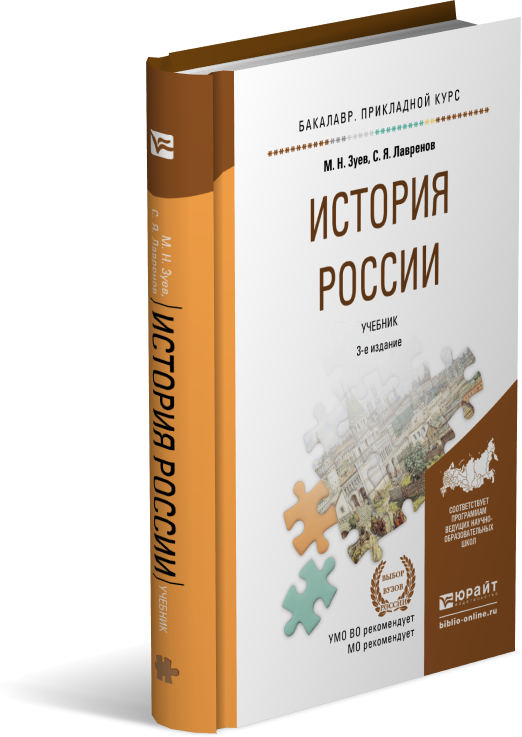 БАКАЛАВР. ПРИКЛАДНОЙ КУРС
М. Н. Зуев, С. Я. Лавренов
ИСТОРИЯ
РОССИИ
УЧЕБНИК
3-е издание
СООТВЕТСТВУЕТ
ПРОГРАММАМ
ВЕДУЩИХ НАУЧНО-
ОБРАЗОВАТЕЛЬНЫХ
ШКОЛ
ВЫБОР
ВУЗОВ
РОССИИ
УМО ВО рекомендует
МО рекомендует
ЮРАЙТ
ИЗДАТЕЛЬСТВО
biblio-online.ru
М. Н. Зуев,
С. Я. Лавренов
ИСТОРИЯ РОССИИ
УЧЕБНИК